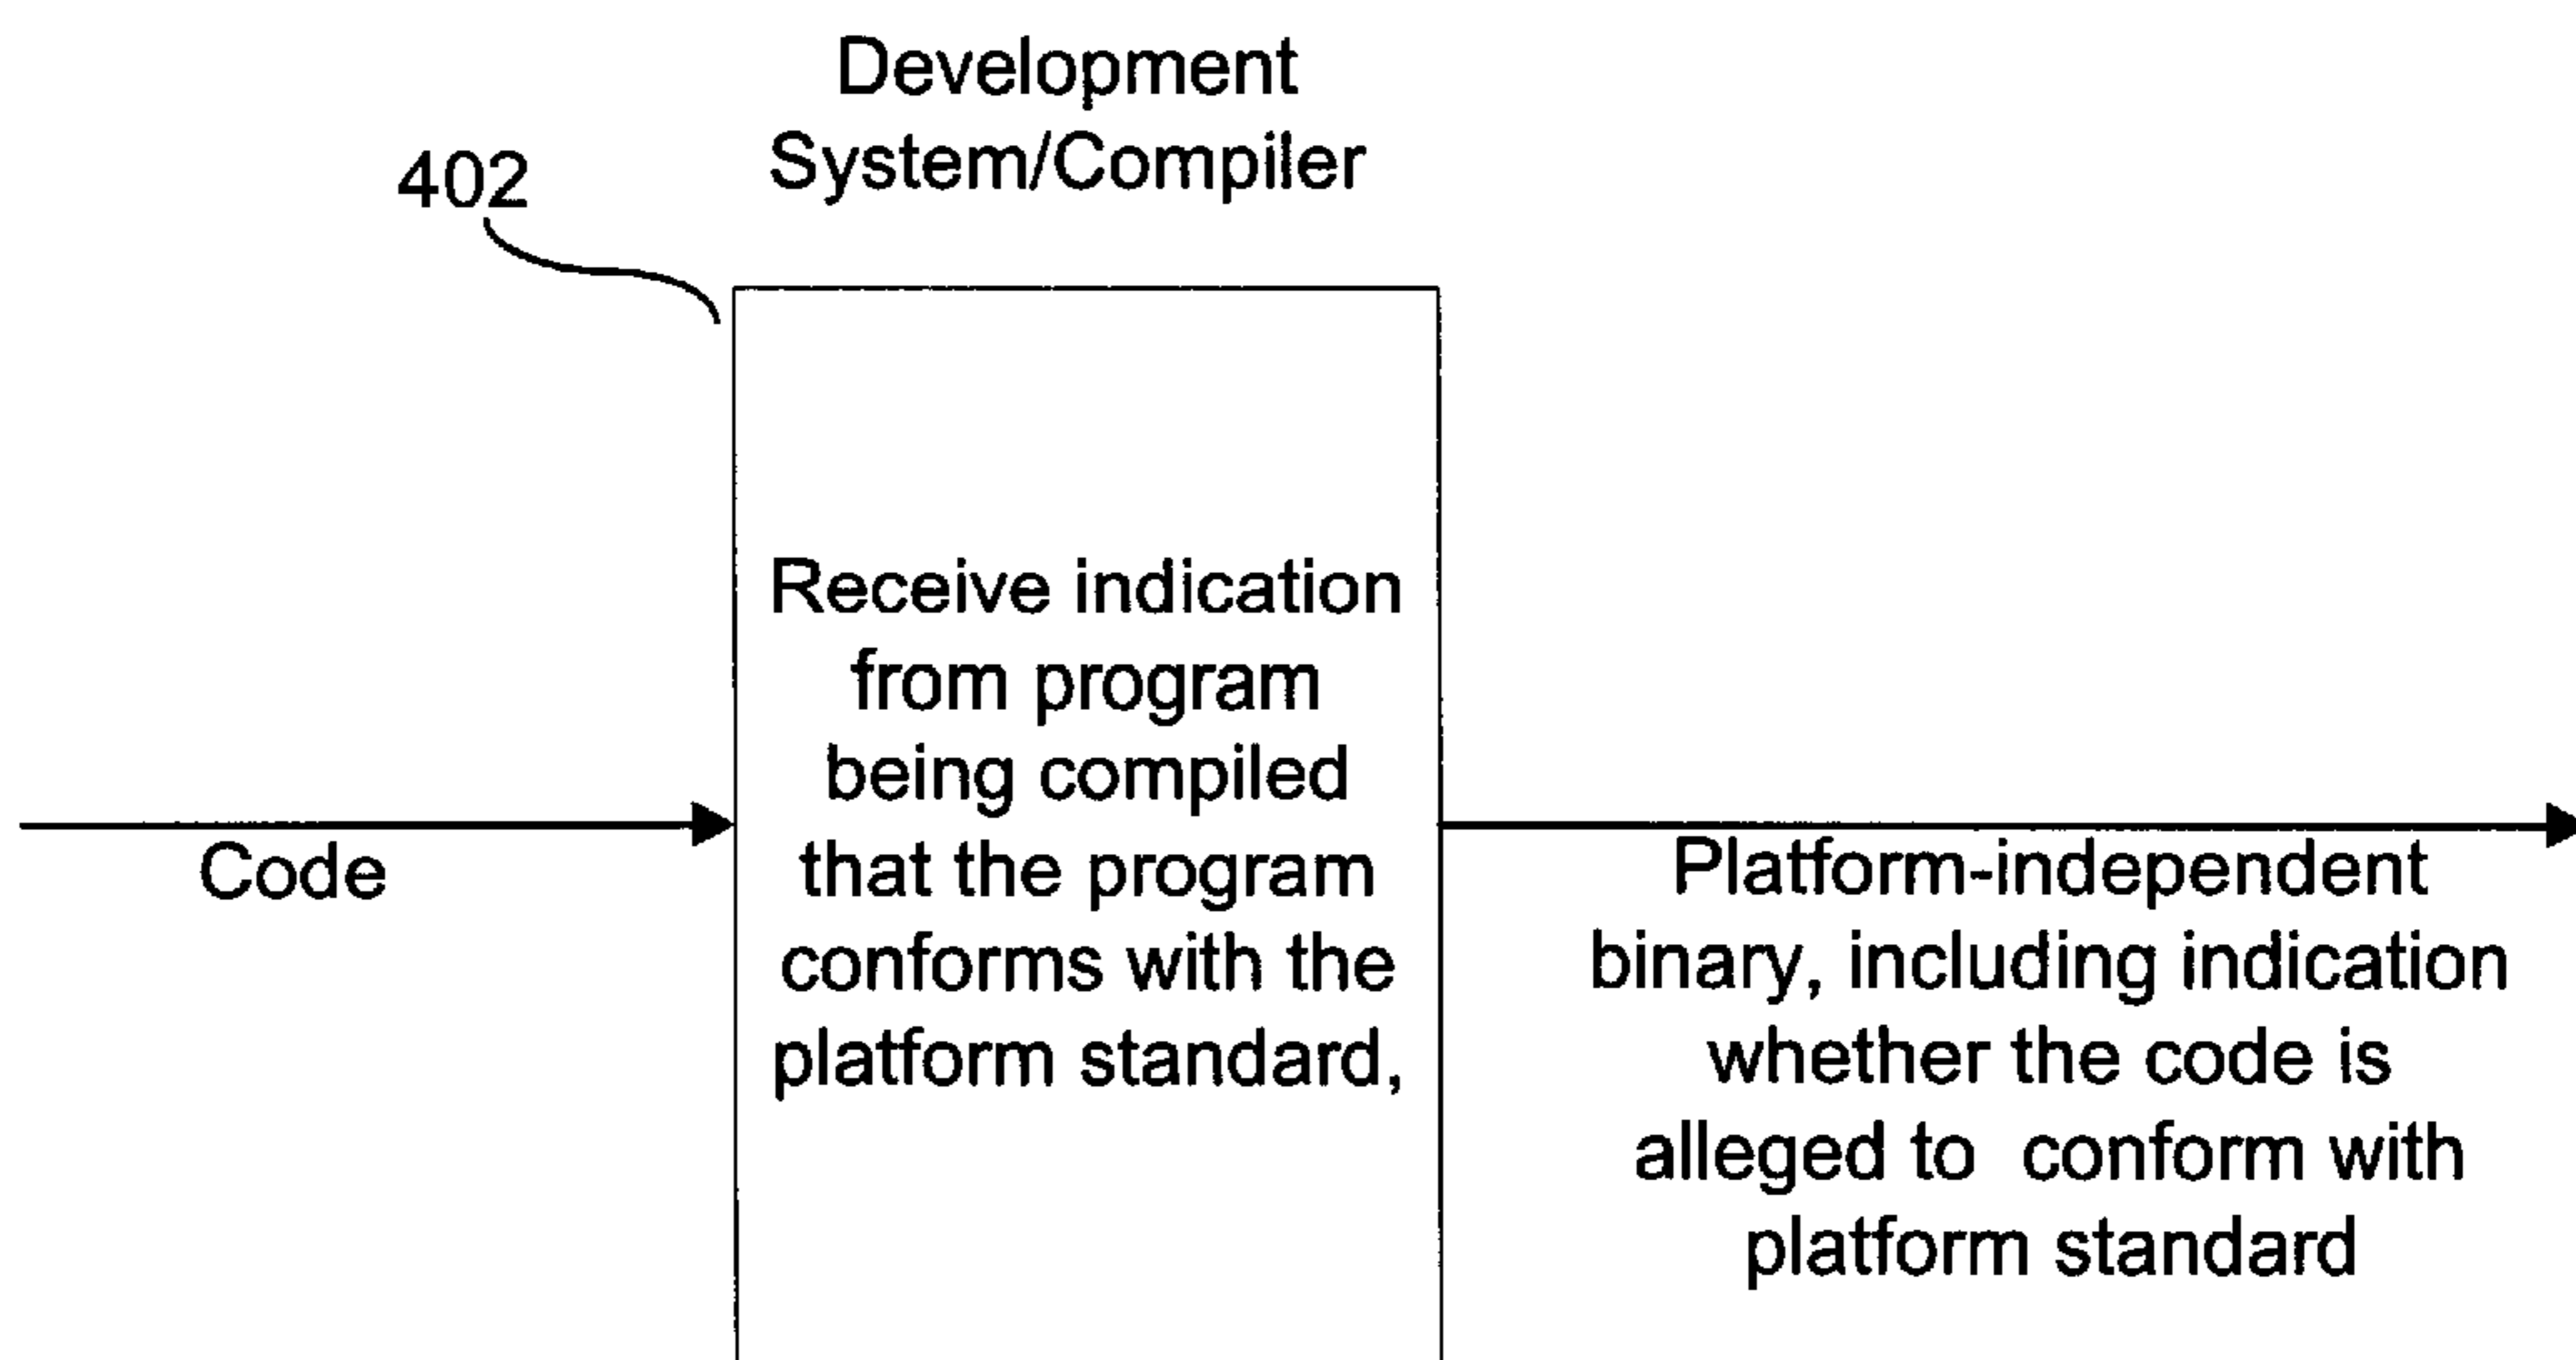 Development
System/Compiler
402
Receive indication
from program
being compiled
that the program
conforms with the
platform standard,
Code
Platform-independent
binary, including indication
whether the code is
alleged to conform with
platform standard